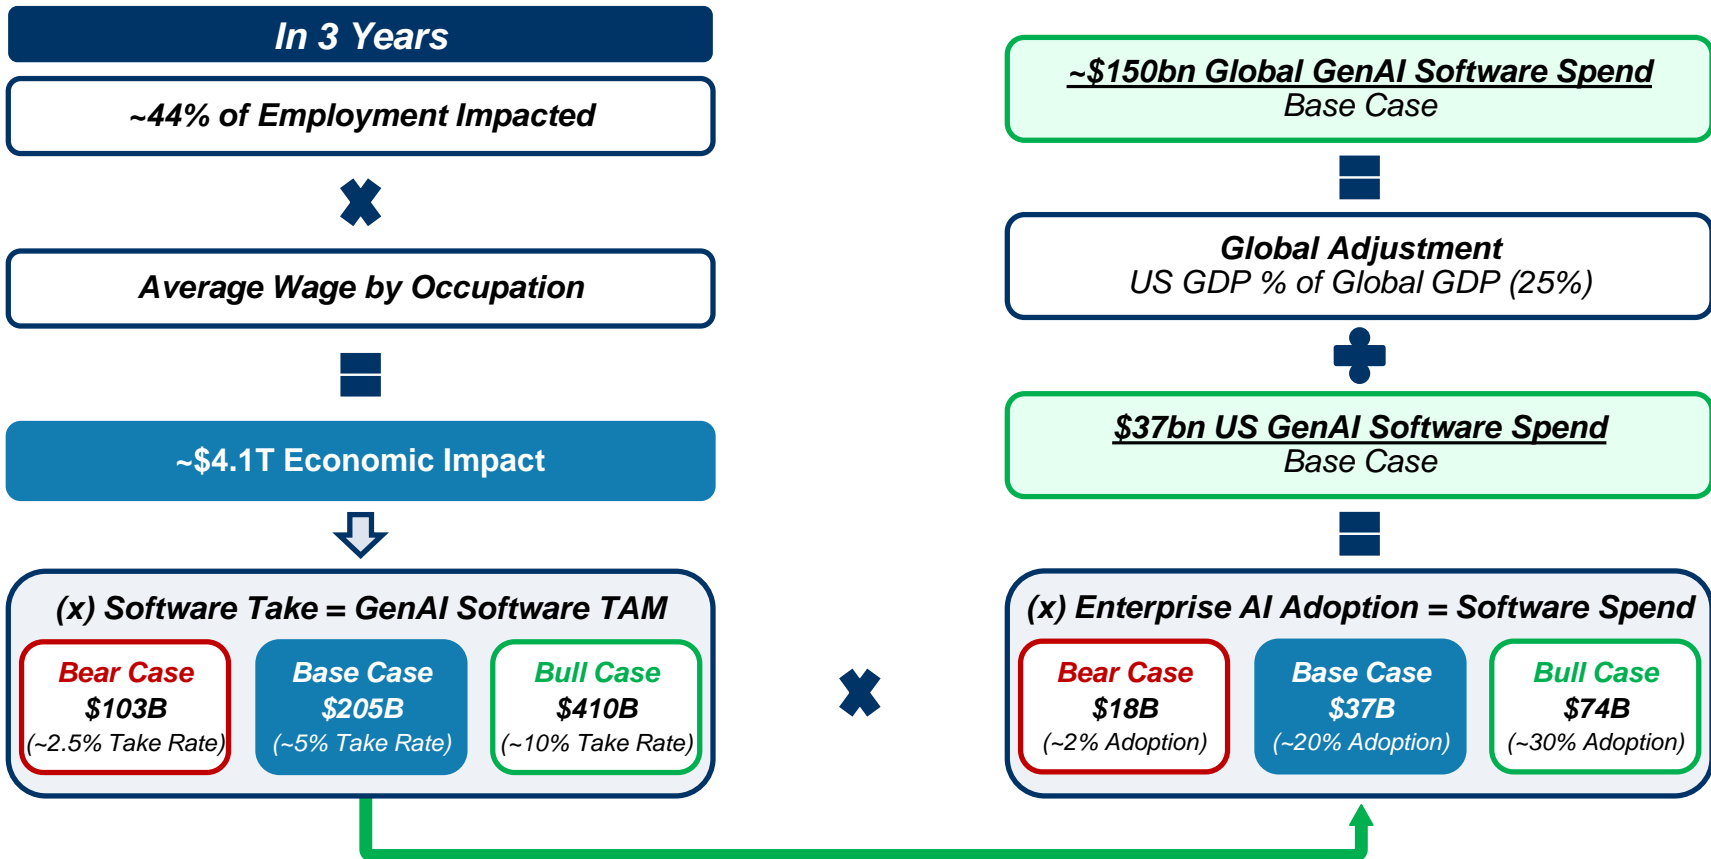 In 3 Years
~44% of Employment Impacted
Average Wage by Occupation
~$4.1T Economic Impact
(x) Software Take = GenAI Software TAM
Bear Case
$103B
(~2.5% Take Rate)
Base Case
$205B
(~5% Take Rate)
Bull Case
$410B
(~10% Take Rate)
~$150bn Global GenAI Software Spend
Base Case
Global Adjustment
US GDP % of Global GDP (25%)
$37bn US GenAI Software Spend
Base Case
(x) Enterprise AI Adoption = Software Spend
Bear Case
$18B
(~2% Adoption)
Base Case
$37B
(~20% Adoption)
Bull Case
$74B
(~30% Adoption)